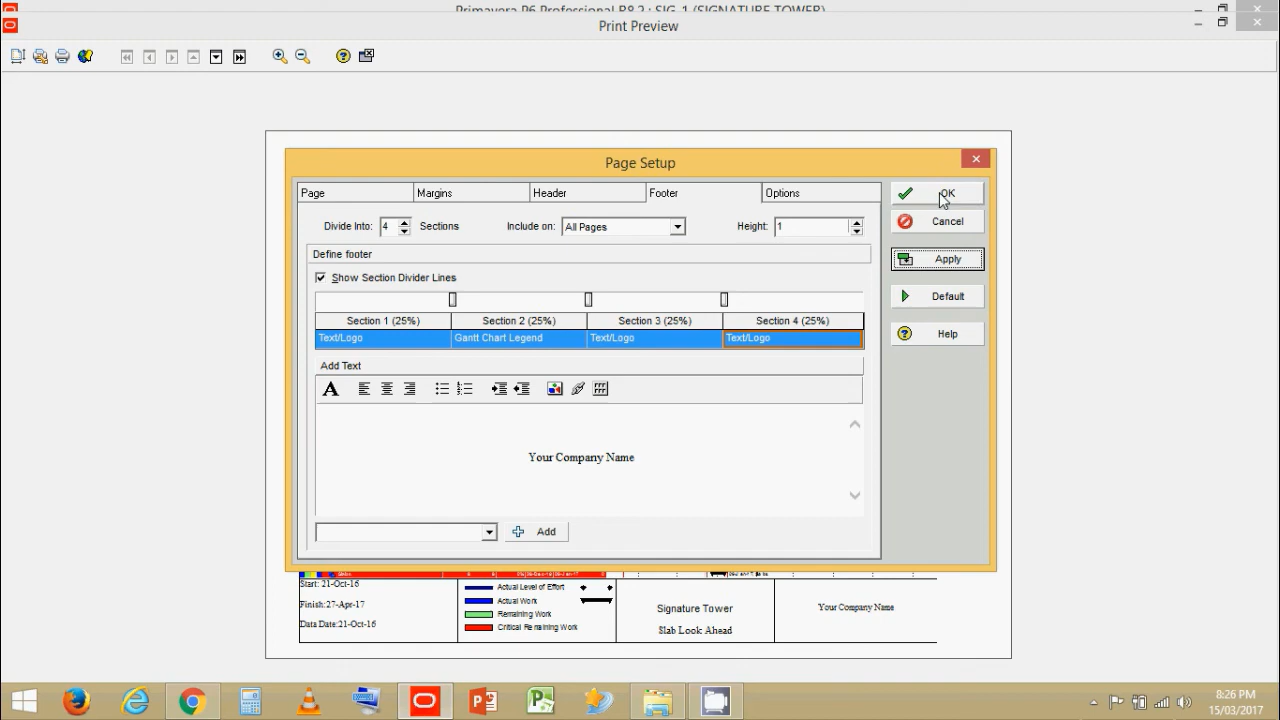 Primavera P6 Professional R8.2 : SIG-1 (SIGNATURE TOWER)
Print Preview
Page Setup
Page
Margins
Header
Footer
Options
OK
Divide Into: 4 Sections
Include on: All Pages
Height: 1
Cancel
Define footer
Apply
Show Section Divider Lines
Default
Section 1 (25%)
Section 2 (25%)
Section 3 (25%)
Section 4 (25%)
Text/Logo
Gantt Chart Legend
Text/Logo
Text/Logo
Help
Add Text
A
Your Company Name
Add
Start: 21-Oct-16
Finish: 27-Apr-17
Data Date:21-Oct-16
Actual Level of Effort
Actual Work
Remaining Work
Critical Remaining Work
Signature Tower
Slab Look Ahead
Your Company Name
8:26 PM
15/03/2017